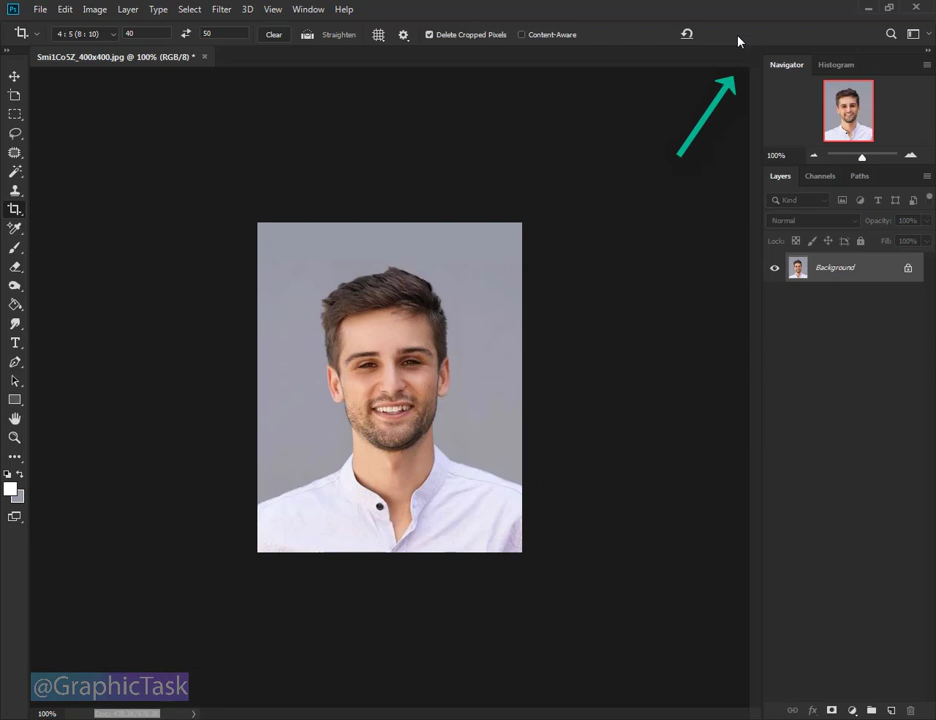 Ps File Edit Image Layer Type Select Filter 3D View Window Help
4 : 5 (8 : 10) 40 50 Clear Straighten Delete Cropped Pixels Content-Aware
Smi1Co5Z_400x400.jpg @ 100% (RGB/8) * ×
Navigator Histogram
100%
Layers Channels Paths
Kind
Normal Opacity: 100%
Lock: Fill: 100%
Background
@GraphicTask
100%